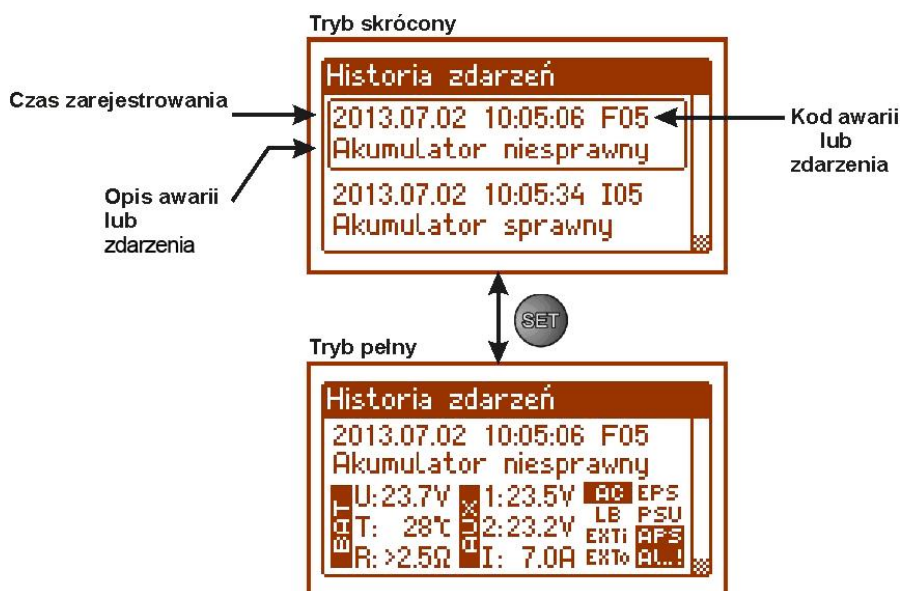 Tryb skrócony
Historia zdarzeń
Czas zarejestrowania
2013.07.02 10:05:06 F05
Kod awarii
lub
zdarzenia
Akumulator niesprawny
Opis awarii
lub
zdarzenia
2013.07.02 10:05:34 I05
Akumulator sprawny
SET
Tryb pełny
Historia zdarzeń
2013.07.02 10:05:06 F05
Akumulator niesprawny
BAT
U:23.7V
T: 28℃
R:>2.5Ω
AUX
1:23.5V
2:23.2V
I: 7.0A
AC EPS
LB PSU
EXTi APS
EXTo AL..!